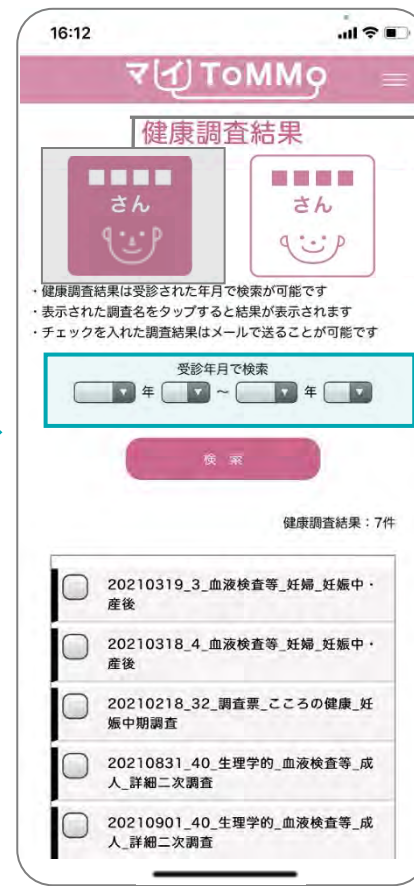 16:12
マイ ToMMo
健康調査結果
さん
さん
・健康調査結果は受診された年月で検索が可能です
・表示された調査名をタップすると結果が表示されます
・チェックを入れた調査結果はメールで送ることが可能です
受診年月で検索
年 ～ 年
検 索
健康調査結果：7件
20210319_3_血液検査等_妊婦_妊娠中・
産後
20210318_4_血液検査等_妊婦_妊娠中・
産後
20210218_32_調査票_こころの健康_妊
娠中期調査
20210831_40_生理学的_血液検査等_成
人_詳細二次調査
20210901_40_生理学的_血液検査等_成
人_詳細二次調査